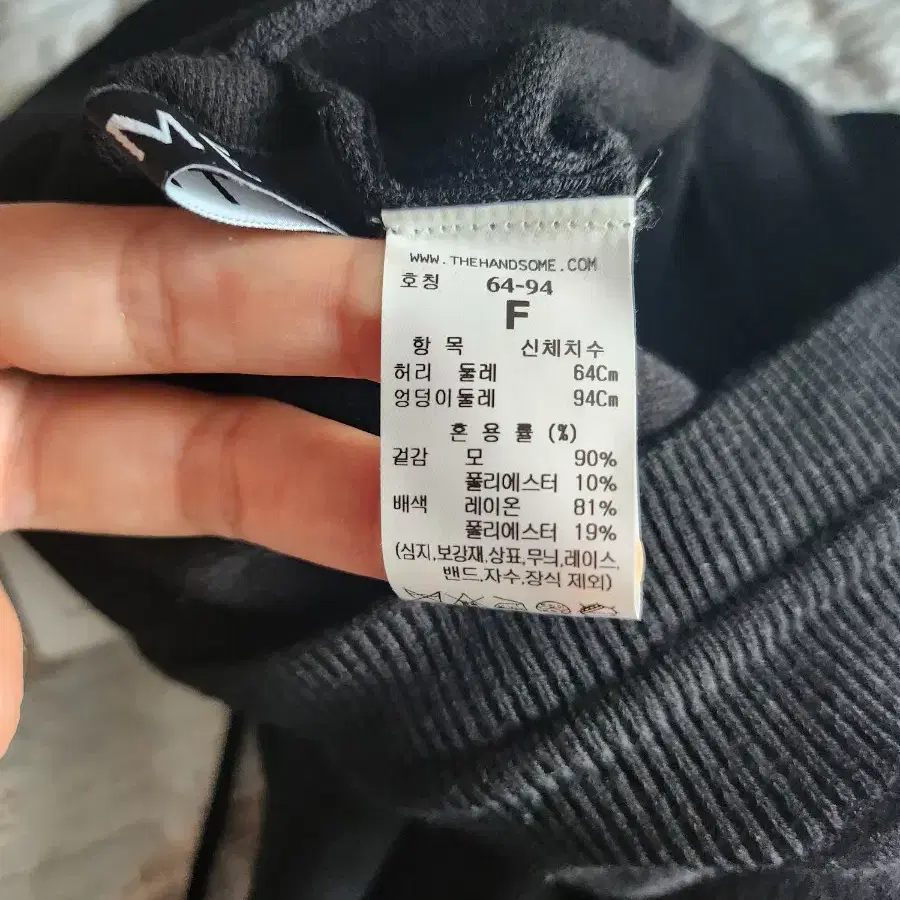 WWW.THEHANDSOME.COM
호칭 64-94
F
항 목 신체치수
허리 둘레 64Cm
엉덩이둘레 94Cm
혼 용 률 (%)
겉감 모 90%
폴리에스터 10%
배색 레이온 81%
폴리에스터 19%
(심지,보강재,상표,무늬,레이스,
밴드,자수,장식 제외)